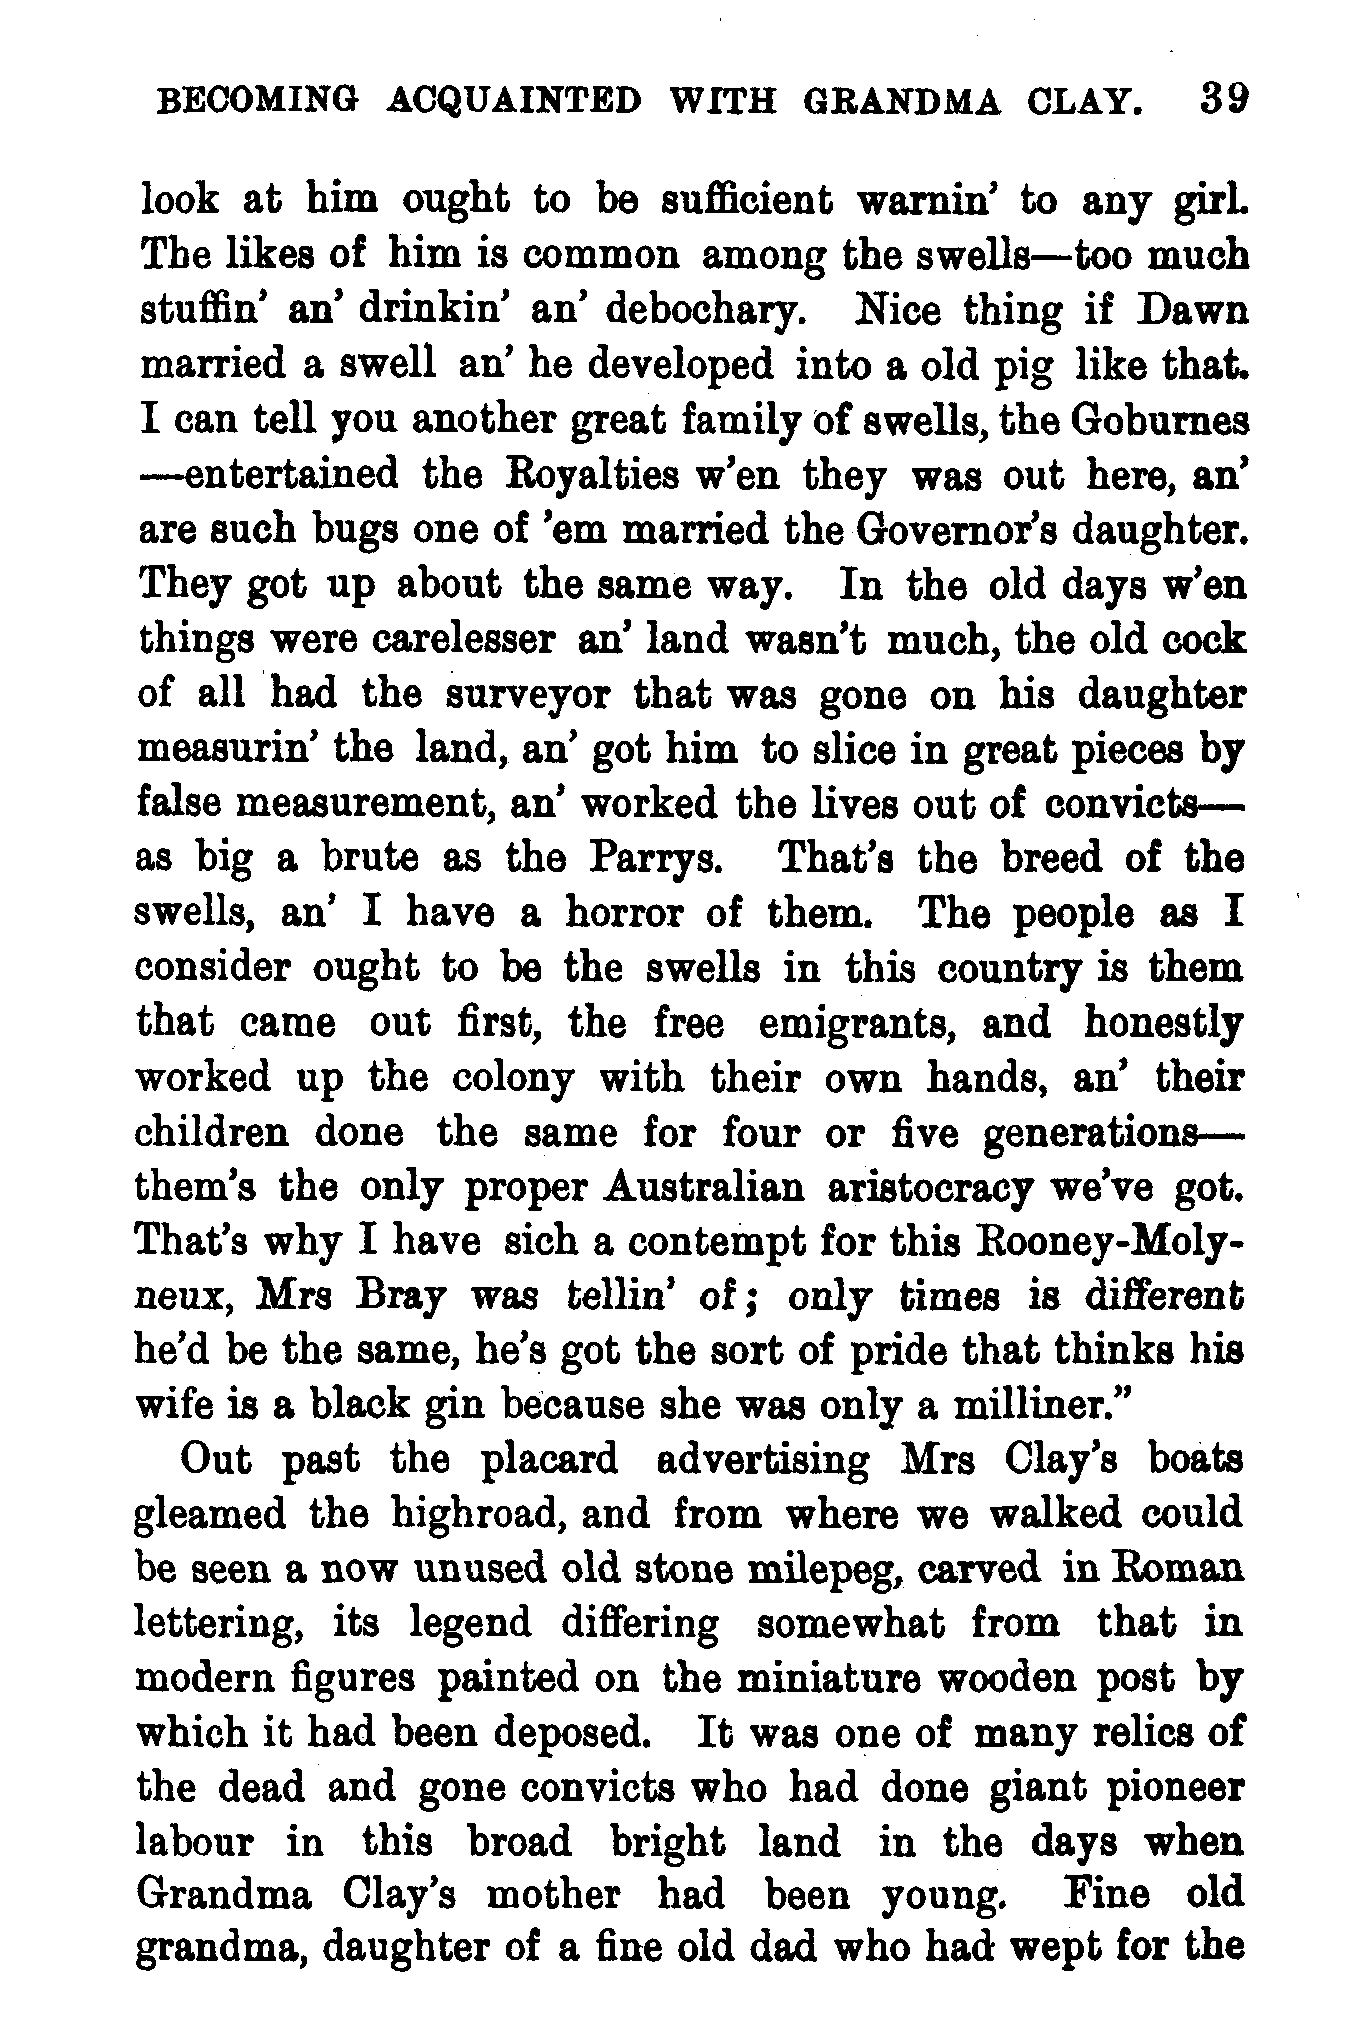 BECOMING ACQUAINTED WITH GRANDMA CLAY. 39
look at him ought to be sufficient warnin' to any girl.
The likes of him is common among the swells—too much
stuffin' an' drinkin' an' debochary. Nice thing if Dawn
married a swell an' he developed into a old pig like that.
I can tell you another great family of swells, the Goburnes
—entertained the Royalties w'en they was out here, an'
are such bugs one of 'em married the Governor's daughter.
They got up about the same way. In the old days w'en
things were carelesser an' land wasn't much, the old cock
of all had the surveyor that was gone on his daughter
measurin' the land, an' got him to slice in great pieces by
false measurement, an' worked the lives out of convicts—
as big a brute as the Parrys. That's the breed of the
swells, an' I have a horror of them. The people as I
consider ought to be the swells in this country is them
that came out first, the free emigrants, and honestly
worked up the colony with their own hands, an' their
children done the same for four or five generations—
them's the only proper Australian aristocracy we've got.
That's why I have sich a contempt for this Rooney-Moly-
neux, Mrs Bray was tellin' of; only times is different
he'd be the same, he's got the sort of pride that thinks his
wife is a black gin because she was only a milliner."
Out past the placard advertising Mrs Clay's boats
gleamed the highroad, and from where we walked could
be seen a now unused old stone milepeg, carved in Roman
lettering, its legend differing somewhat from that in
modern figures painted on the miniature wooden post by
which it had been deposed. It was one of many relics of
the dead and gone convicts who had done giant pioneer
labour in this broad bright land in the days when
Grandma Clay's mother had been young. Fine old
grandma, daughter of a fine old dad who had wept for the